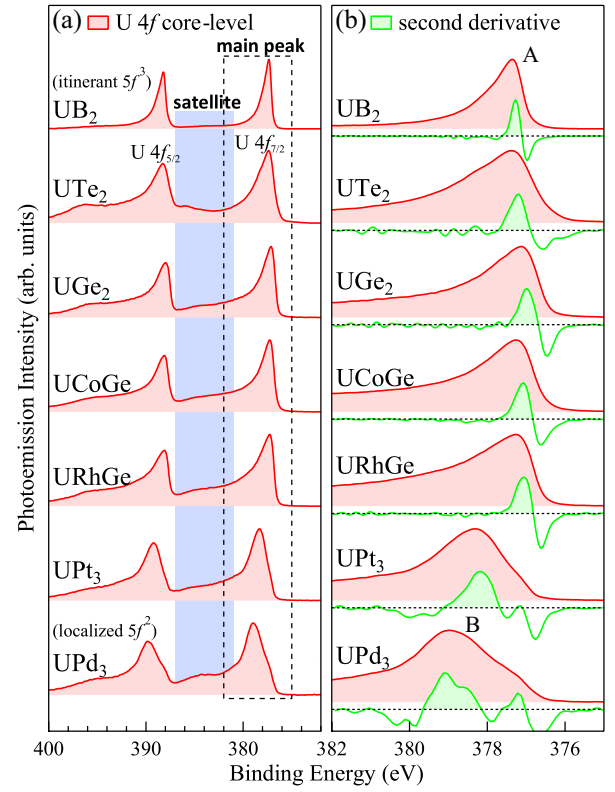 (a) U 4f core-level
main peak
(itinerant 5f³)
UB₂
satellite
U 4f₅/₂
U 4f₇/₂
UTe₂
UGe₂
UCoGe
URhGe
UPt₃
(localized 5f²)
UPd₃
400 390 380
Photoemission Intensity (arb. units)
(b) second derivative
A
UB₂
UTe₂
UGe₂
UCoGe
URhGe
UPt₃
B
UPd₃
382 380 378 376
Binding Energy (eV)